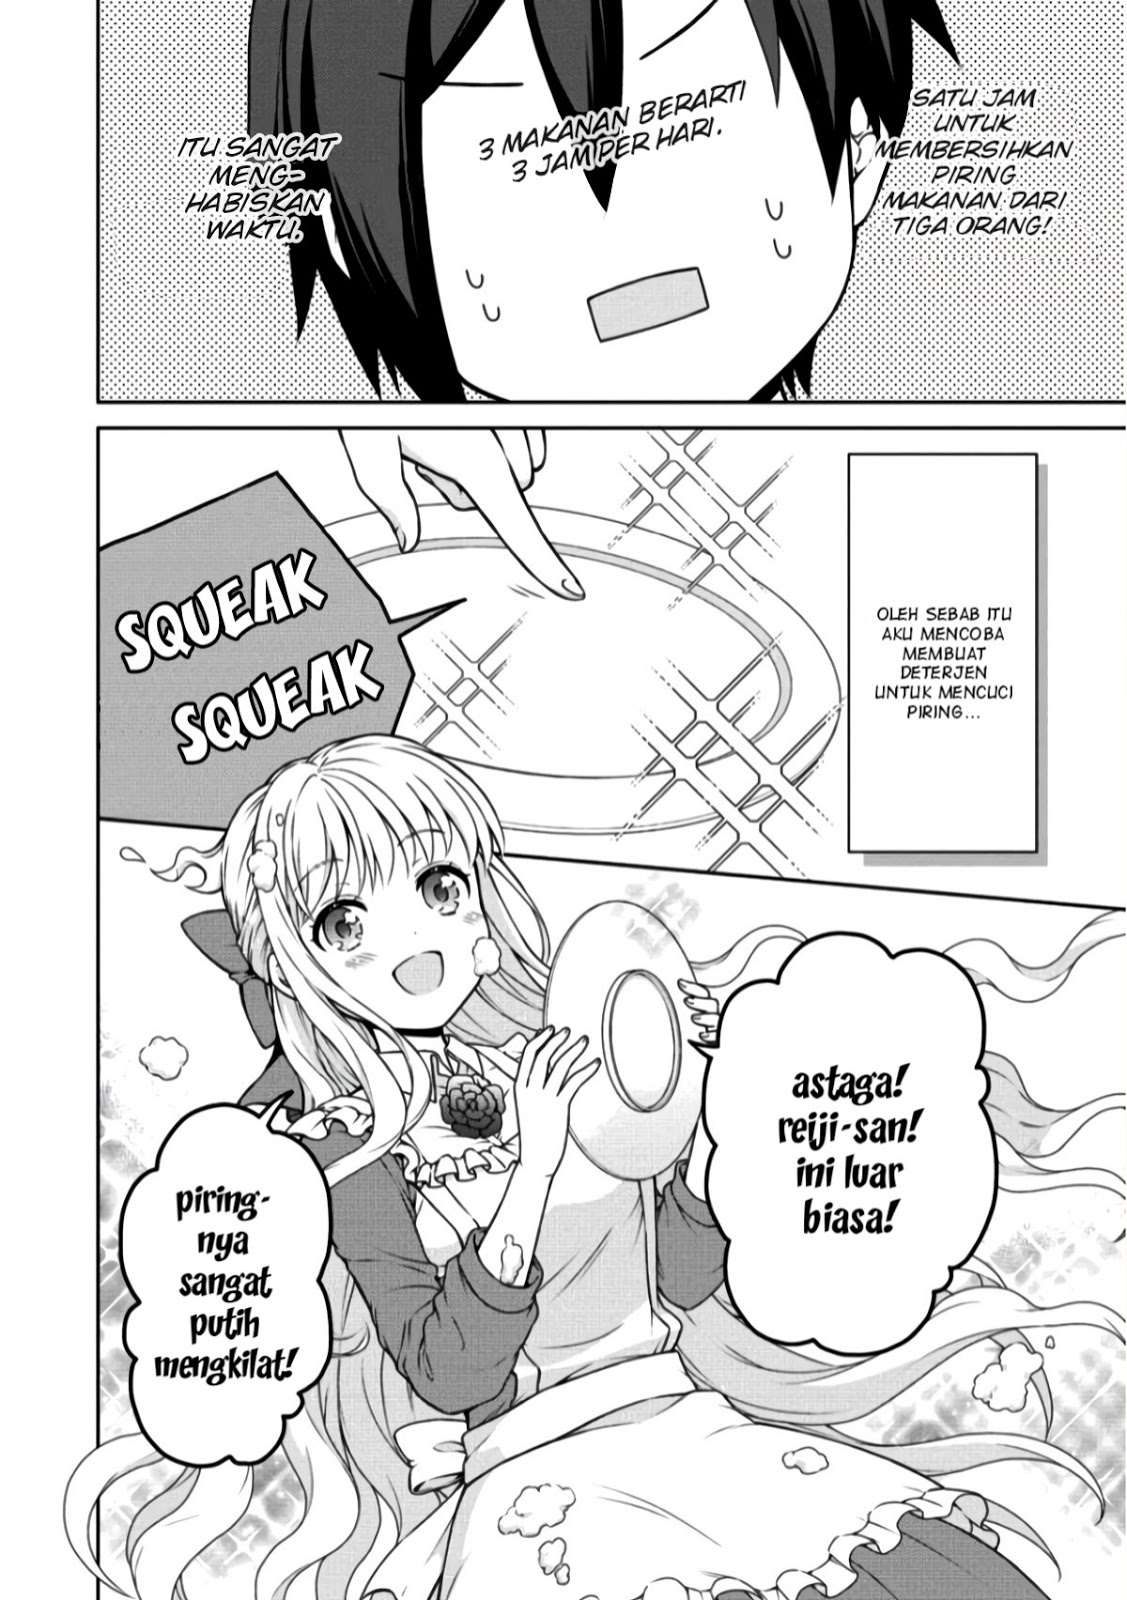 SATU JAM
UNTUK
MEMBERSIHKAN
PIRING
MAKANAN DARI
TIGA ORANG!
3 MAKANAN BERARTI
3 JAM PER HARI.
ITU SANGAT
MENG-
HABISKAN
WAKTU.
OLEH SEBAB ITU
AKU MENCOBA
MEMBUAT
DETERJEN
UNTUK MENCUCI
PIRING...
SQUEAK
SQUEAK
astaga!
reiji-san!
ini luar
biasa!
piring-
nya
sangat
putih
mengkilat!